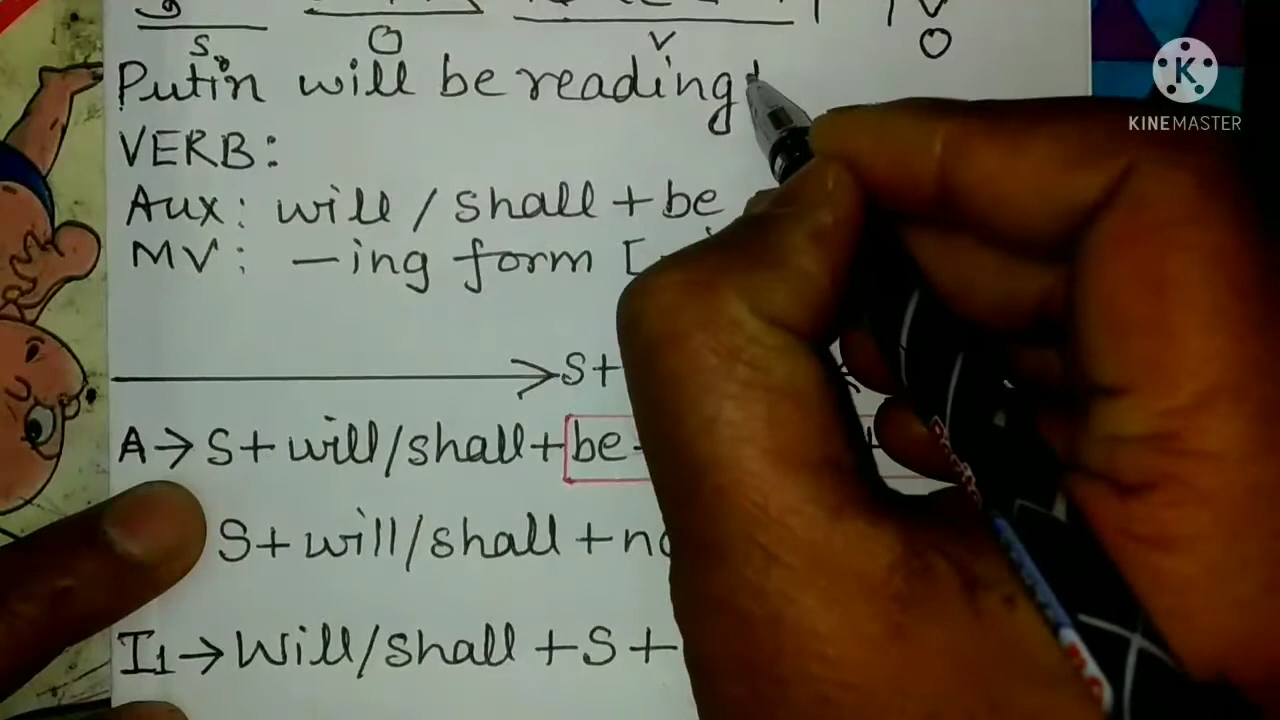 S O V O
Putin will be reading
VERB:
Aux: will / shall + be
MV: -ing form [
S+
A→ S+ will/shall+be
S+ will/shall + no
I1→ Will/shall + S +
K
KINEMASTER